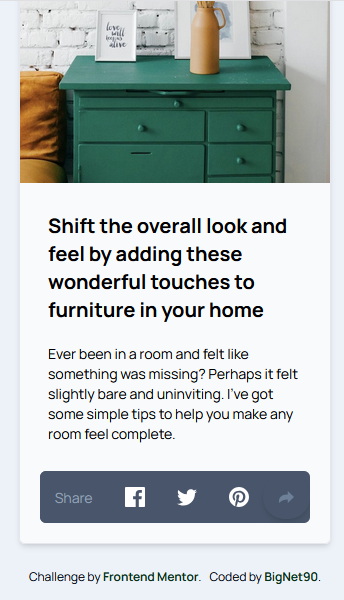 love
will
keep us
alive
Shift the overall look and
feel by adding these
wonderful touches to
furniture in your home
Ever been in a room and felt like
something was missing? Perhaps it felt
slightly bare and uninviting. I've got
some simple tips to help you make any
room feel complete.
Share
Challenge by Frontend Mentor. Coded by BigNet90.